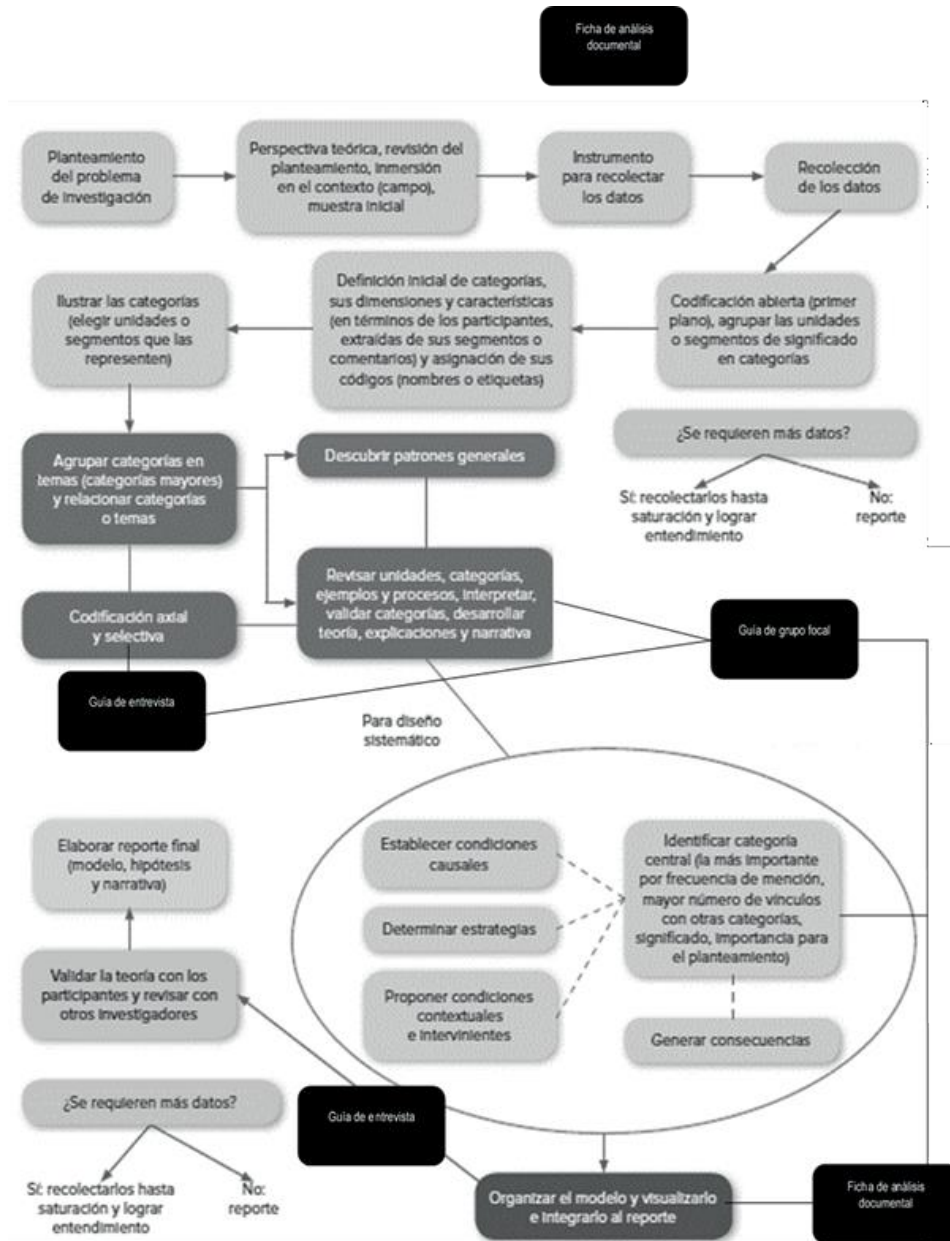 Ficha de análisis
documental
Planteamiento
del problema
de investigación
Perspectiva teórica, revisión del
planteamiento, inmersión
en el contexto (campo),
muestra inicial
Instrumento
para recolectar
los datos
Recolección
de los datos
Ilustrar las categorías
(elegir unidades o
segmentos que las
representen)
Definición inicial de categorías,
sus dimensiones y características
(en términos de los participantes,
extraídas de sus segmentos o
comentarios) y asignación de sus
códigos (nombres o etiquetas)
Codificación abierta (primer
plano), agrupar las unidades
o segmentos de significado
en categorías
¿Se requieren más datos?
Sí: recolectarlos hasta
saturación y lograr
entendimiento
No:
reporte
Agrupar categorías en
temas (categorías mayores)
y relacionar categorías
o temas
Descubrir patrones generales
Revisar unidades, categorías,
ejemplos y procesos, interpretar,
validar categorías, desarrollar
teoría, explicaciones y narrativa
Codificación axial
y selectiva
Guía de grupo focal
Guía de entrevista
Para diseño
sistemático
Elaborar reporte final
(modelo, hipótesis
y narrativa)
Establecer condiciones
causales
Identificar categoría
central (la más importante
por frecuencia de mención,
mayor número de vínculos
con otras categorías,
significado, importancia para
el planteamiento)
Determinar estrategias
Validar la teoría con los
participantes y revisar con
otros investigadores
Proponer condiciones
contextuales
e intervinientes
Generar consecuencias
¿Se requieren más datos?
Sí: recolectarlos hasta
saturación y lograr
entendimiento
No:
reporte
Guía de entrevista
Organizar el modelo y visualizarlo
e integrarlo al reporte
Ficha de análisis
documental